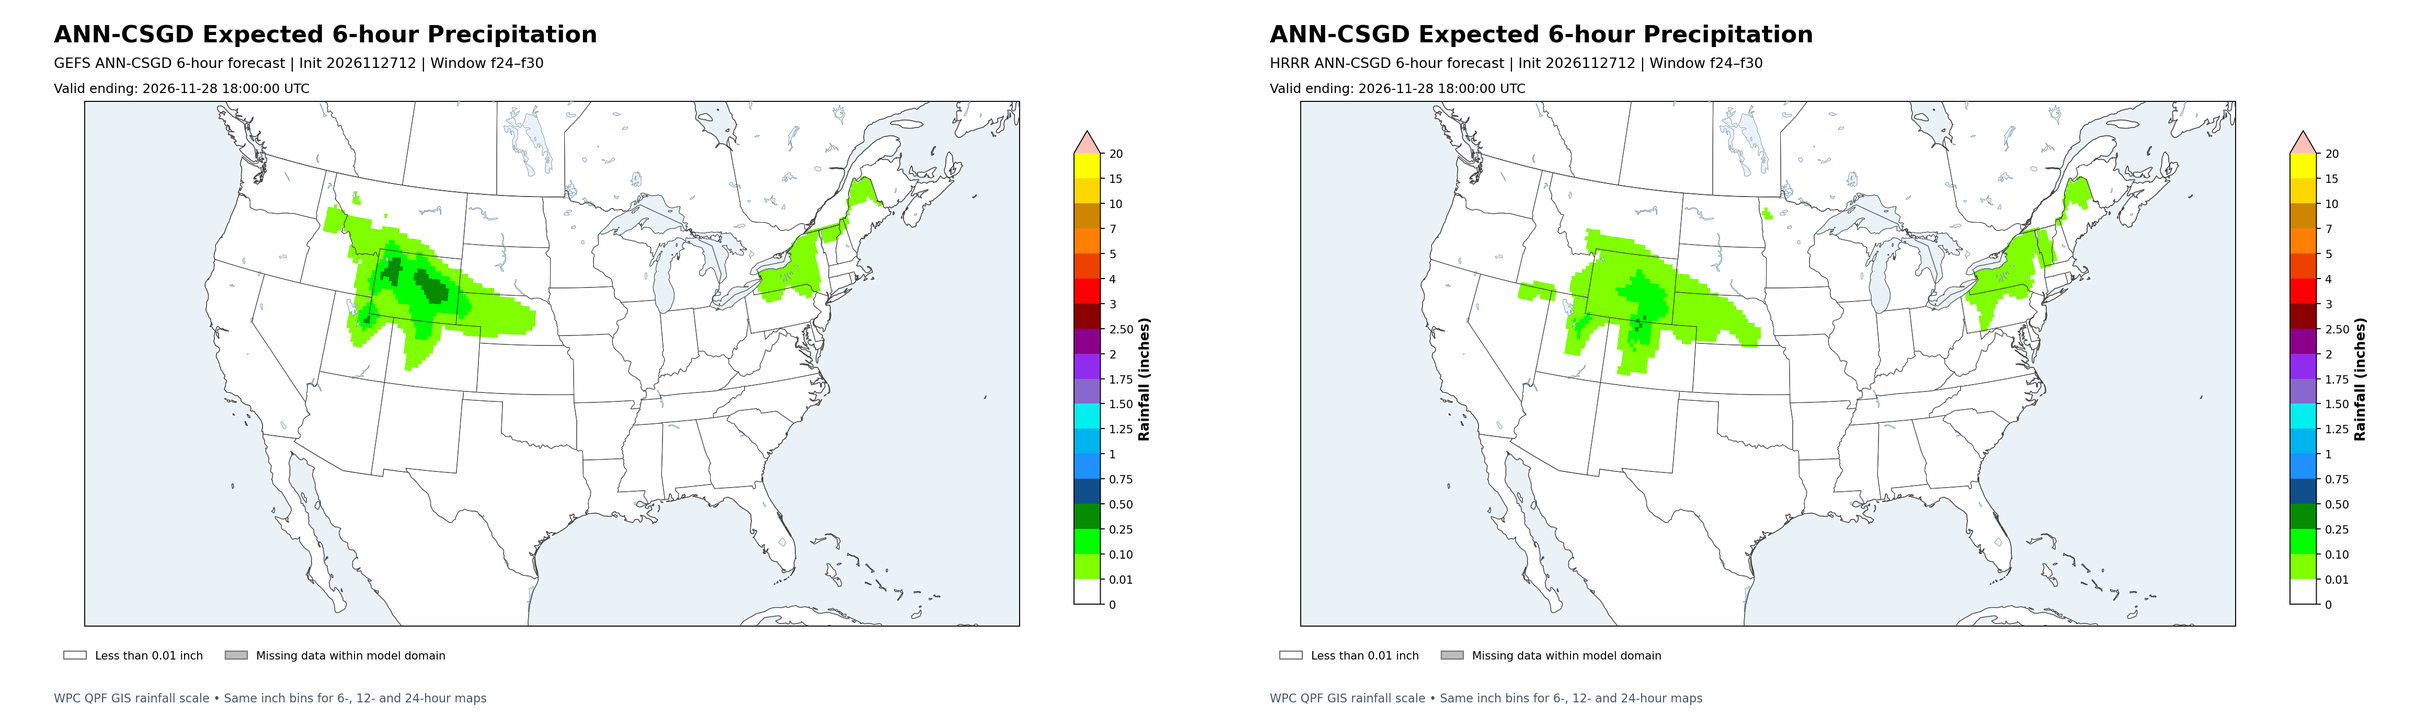 ANN-CSGD Expected 6-hour Precipitation
GEFS ANN-CSGD 6-hour forecast | Init 2026112712 | Window f24–f30
Valid ending: 2026-11-28 18:00:00 UTC
20
15
10
7
5
4
3
2.50
2
1.75
1.50
1.25
1
0.75
0.50
0.25
0.10
0.01
0
Rainfall (inches)
Less than 0.01 inch
Missing data within model domain
WPC QPF GIS rainfall scale • Same inch bins for 6-, 12- and 24-hour maps
ANN-CSGD Expected 6-hour Precipitation
HRRR ANN-CSGD 6-hour forecast | Init 2026112712 | Window f24–f30
Valid ending: 2026-11-28 18:00:00 UTC
20
15
10
7
5
4
3
2.50
2
1.75
1.50
1.25
1
0.75
0.50
0.25
0.10
0.01
0
Rainfall (inches)
Less than 0.01 inch
Missing data within model domain
WPC QPF GIS rainfall scale • Same inch bins for 6-, 12- and 24-hour maps